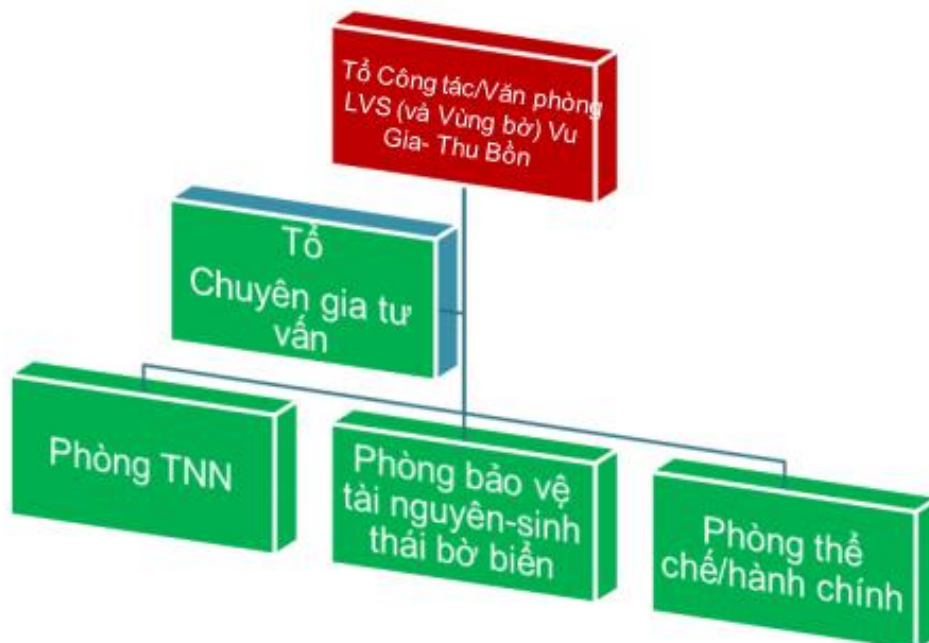 Tổ Công tác/Văn phòng
LVS (và Vùng bờ) Vu
Gia- Thu Bồn
Tổ
Chuyên gia tư
vấn
Phòng TNN
Phòng bảo vệ
tài nguyên-sinh
thái bờ biển
Phòng thể
chế/hành chính